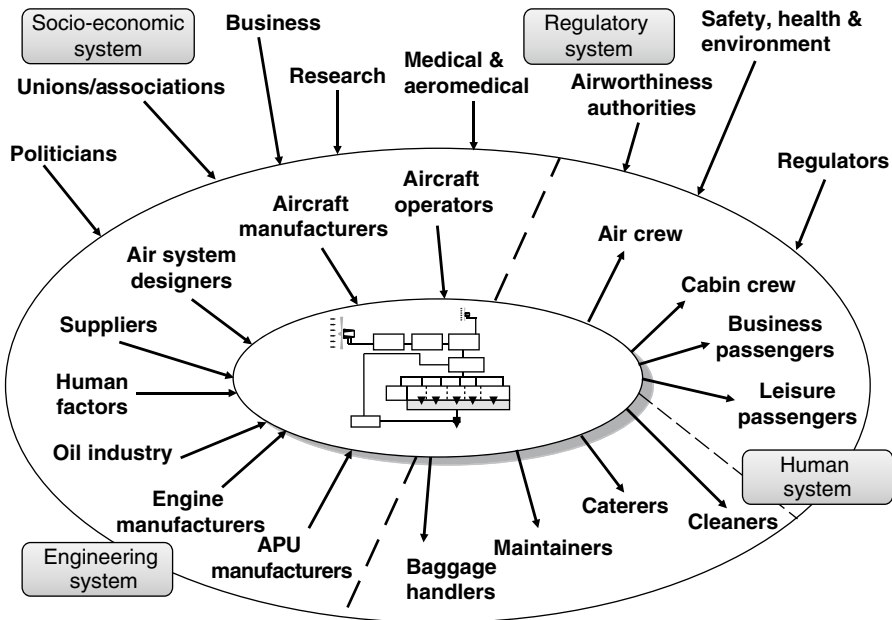 Socio-economic
system
Business
Unions/associations
Research
Politicians
Medical &
aeromedical
Regulatory
system
Safety, health &
environment
Airworthiness
authorities
Regulators
Aircraft
manufacturers
Aircraft
operators
Air system
designers
Suppliers
Human
factors
Oil industry
Engine
manufacturers
APU
manufacturers
Engineering
system
Air crew
Cabin crew
Business
passengers
Leisure
passengers
Human
system
Cleaners
Caterers
Maintainers
Baggage
handlers